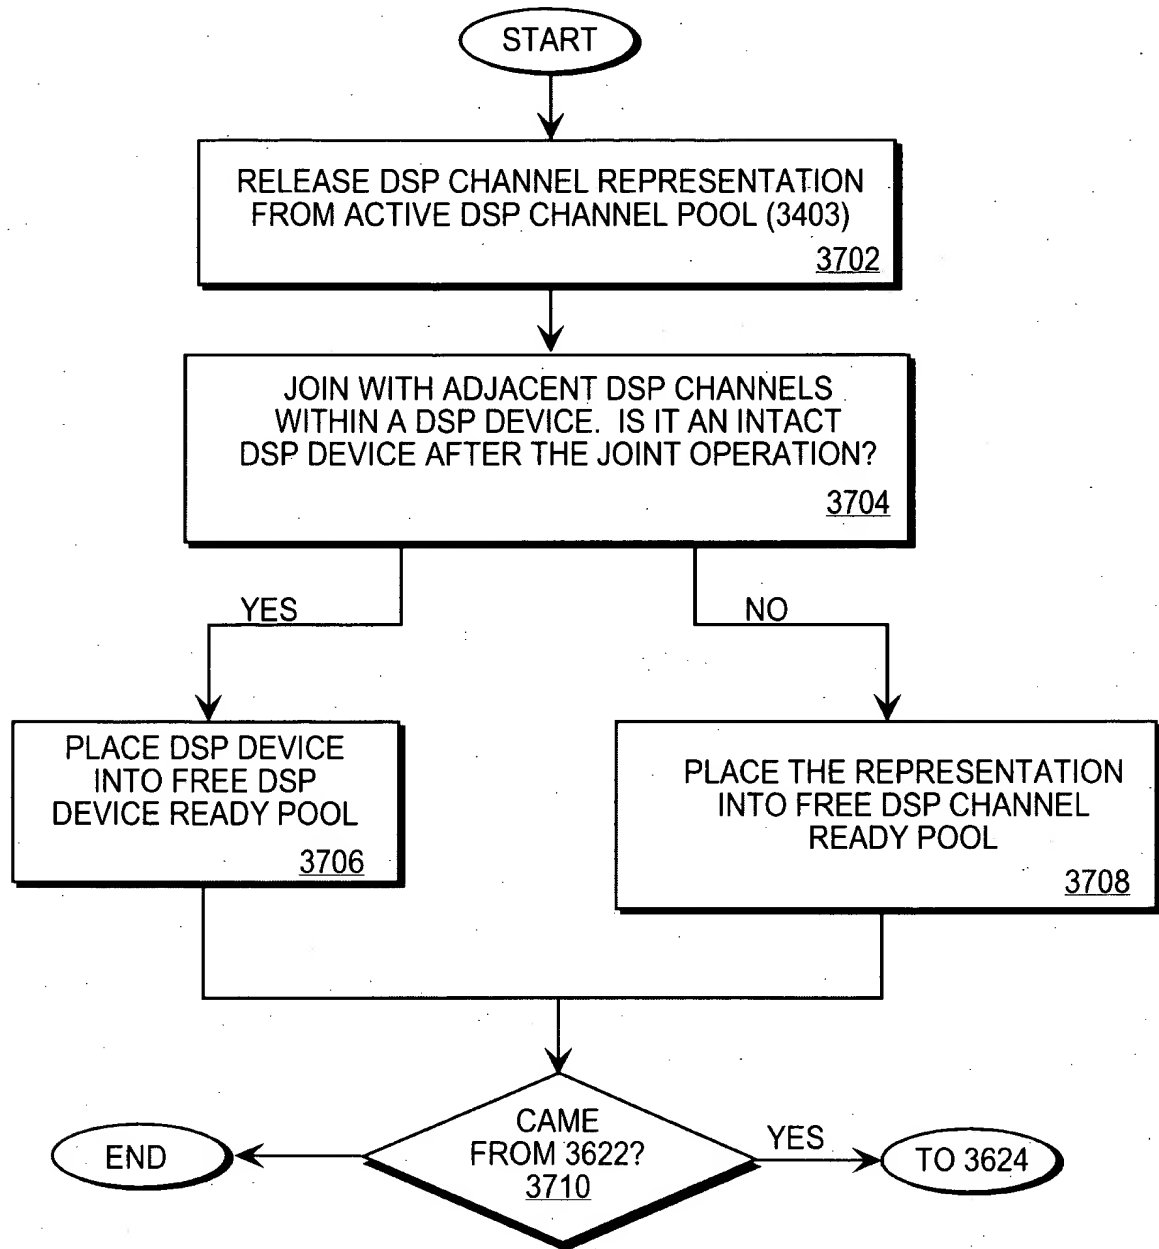 START
RELEASE DSP CHANNEL REPRESENTATION
FROM ACTIVE DSP CHANNEL POOL (3403)
3702
JOIN WITH ADJACENT DSP CHANNELS
WITHIN A DSP DEVICE. IS IT AN INTACT
DSP DEVICE AFTER THE JOINT OPERATION?
3704
YES
NO
PLACE DSP DEVICE
INTO FREE DSP
DEVICE READY POOL
3706
PLACE THE REPRESENTATION
INTO FREE DSP CHANNEL
READY POOL
3708
CAME
FROM 3622?
3710
END
YES
TO 3624